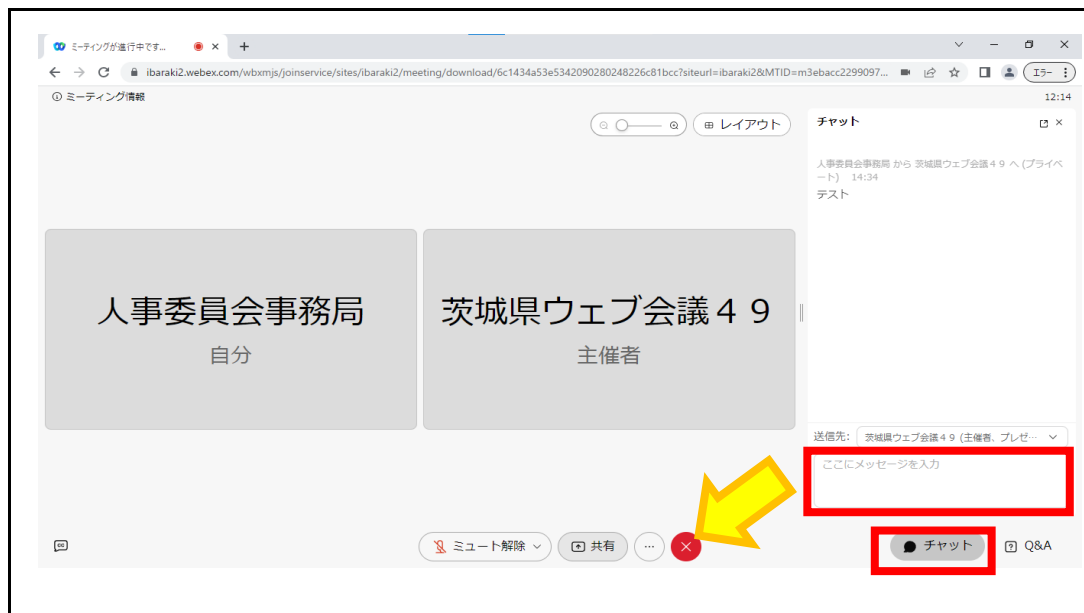 ミーティングが進行中です...
ibaraki2.webex.com/wbxmjs/joinservice/sites/ibaraki2/meeting/download/6c1434a53e5342090280248226c81bcc?siteurl=ibaraki2&MTID=m3ebacc2299097...
エラー
ミーティング情報
12:14
レイアウト
チャット
人事委員会事務局 から 茨城県ウェブ会議４９ へ (プライベ
ート) 14:34
テスト
人事委員会事務局
自分
茨城県ウェブ会議４９
主催者
送信先:
茨城県ウェブ会議４９ (主催者、プレゼ…
ここにメッセージを入力
cc
ミュート解除
共有
チャット
Q&A